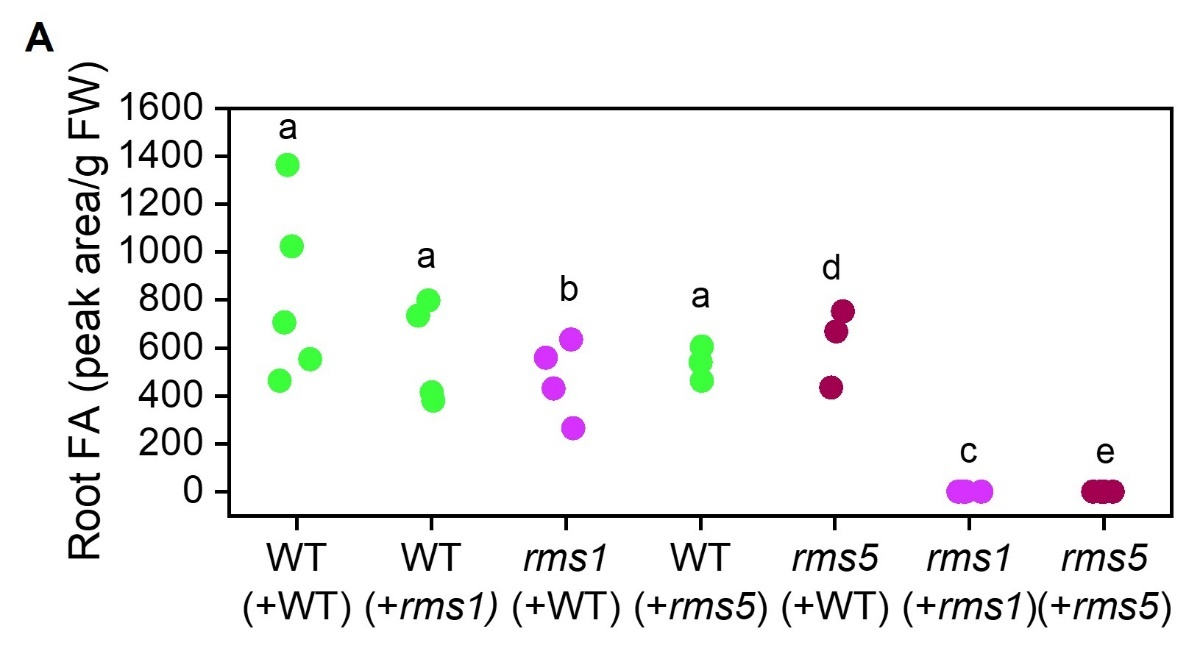 A
Root FA (peak area/g FW)
1600
1400
1200
1000
800
600
400
200
0
a
a
b
a
d
c
e
WT
(+WT)
WT
(+rms1)
rms1
(+WT)
WT
(+rms5)
rms5
(+WT)
rms1
(+rms1)
rms5
(+rms5)